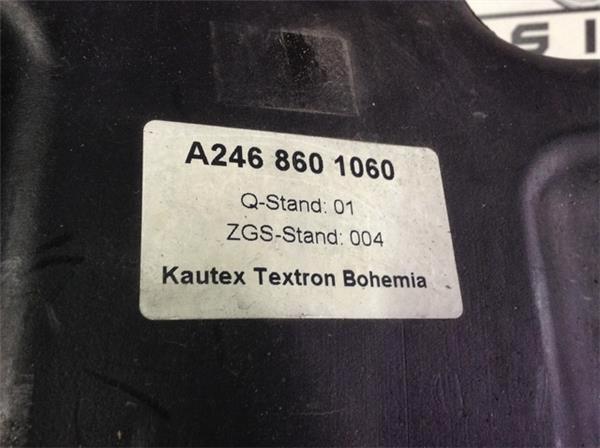 A246 860 1060
Q-Stand: 01
ZGS-Stand: 004
Kautex Textron Bohemia